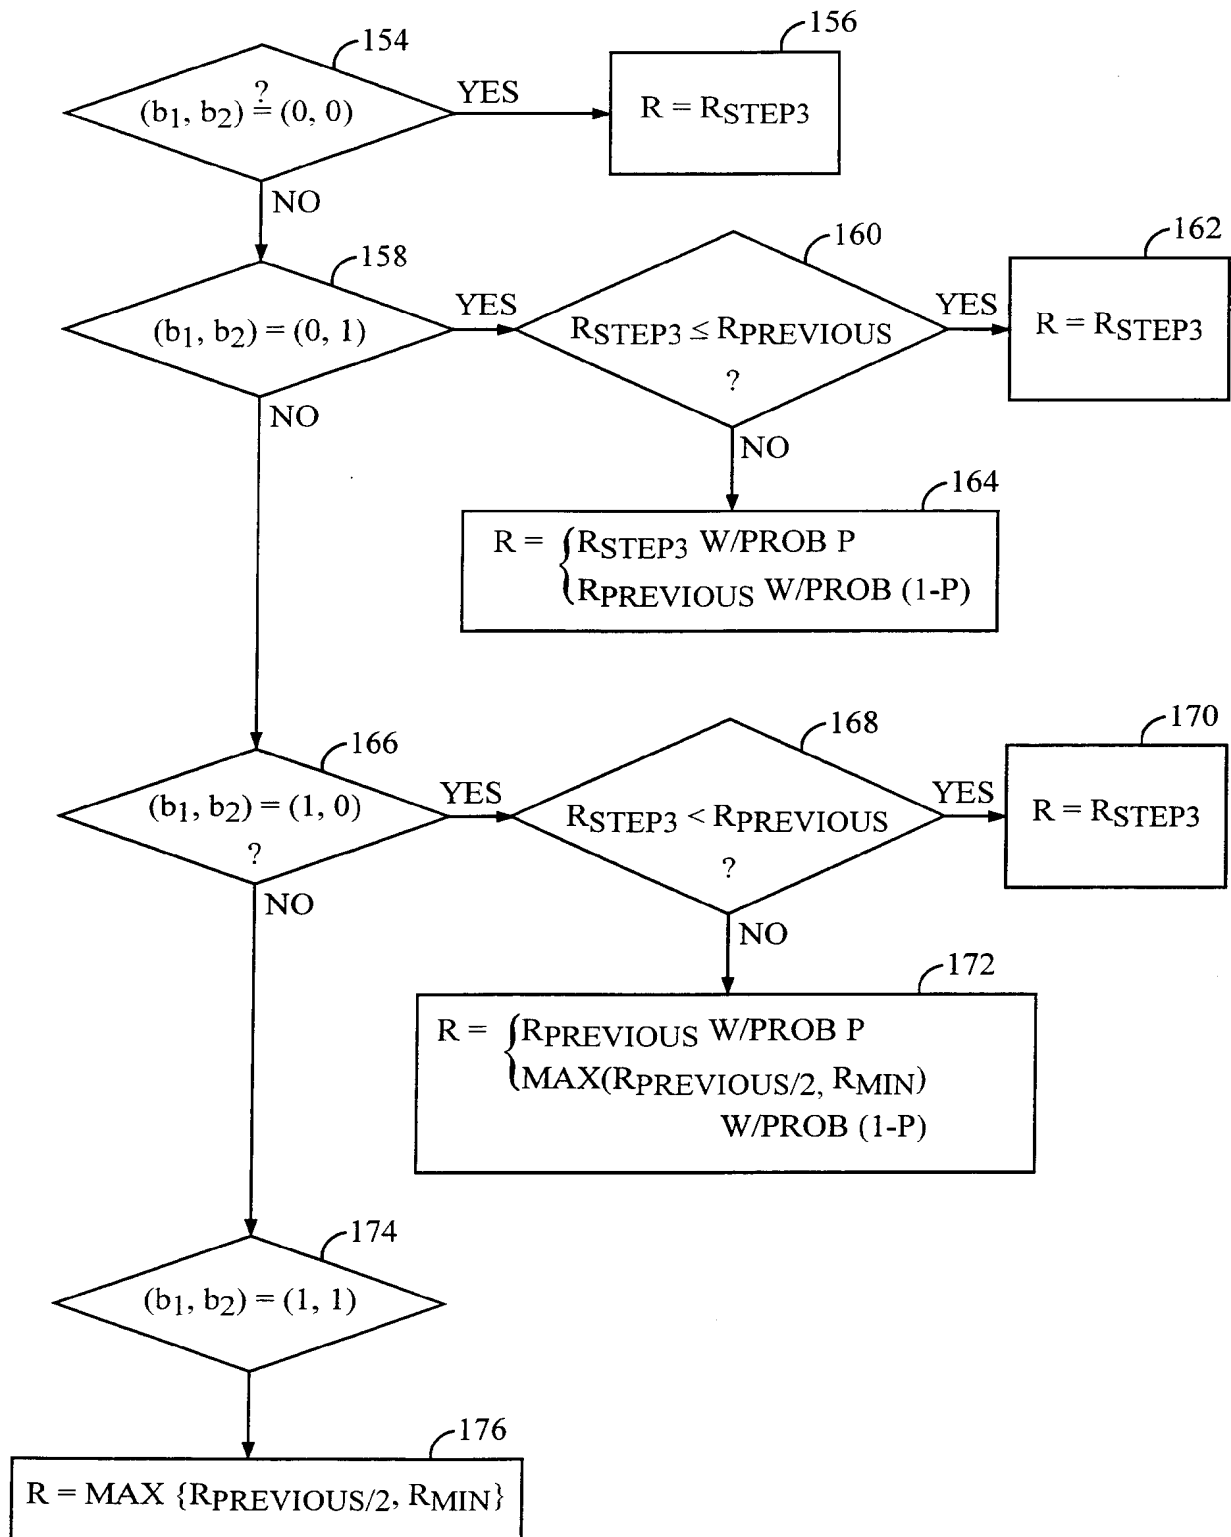 154
?
(b1, b2) = (0, 0)
YES
156
R = RSTEP3
NO
158
(b1, b2) = (0, 1)
YES
160
RSTEP3 ≤ RPREVIOUS
?
YES
162
R = RSTEP3
NO
NO
164
R = { RSTEP3 W/PROB P
RPREVIOUS W/PROB (1-P)
166
(b1, b2) = (1, 0)
?
YES
168
RSTEP3 < RPREVIOUS
?
YES
170
R = RSTEP3
NO
NO
172
R = { RPREVIOUS W/PROB P
MAX(RPREVIOUS/2, RMIN)
W/PROB (1-P)
174
(b1, b2) = (1, 1)
176
R = MAX {RPREVIOUS/2, RMIN}